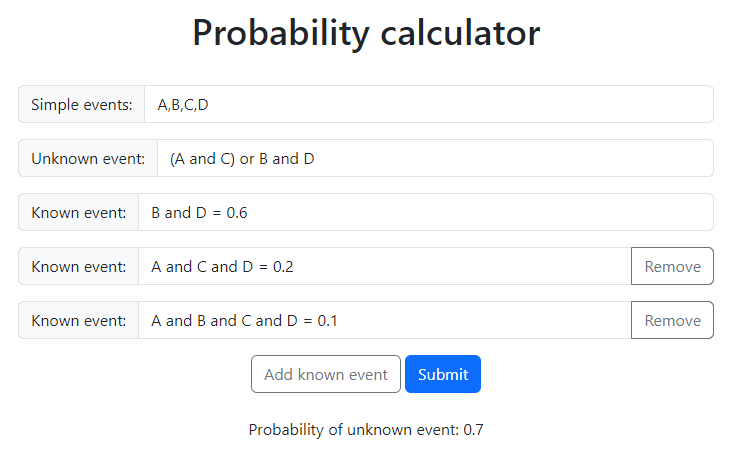 Probability calculator
Simple events: A,B,C,D
Unknown event: (A and C) or B and D
Known event: B and D = 0.6
Known event: A and C and D = 0.2 Remove
Known event: A and B and C and D = 0.1 Remove
Add known event Submit
Probability of unknown event: 0.7